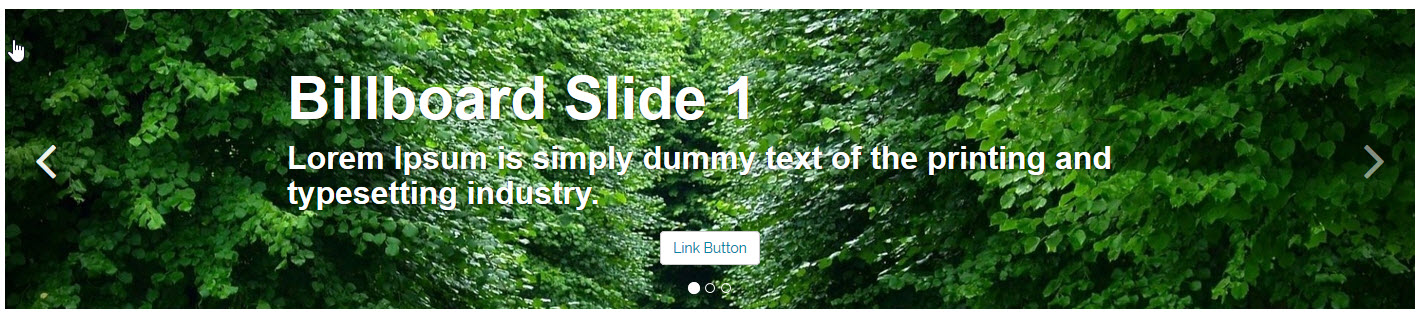 Billboard Slide 1
Lorem Ipsum is simply dummy text of the printing and
typesetting industry.
Link Button